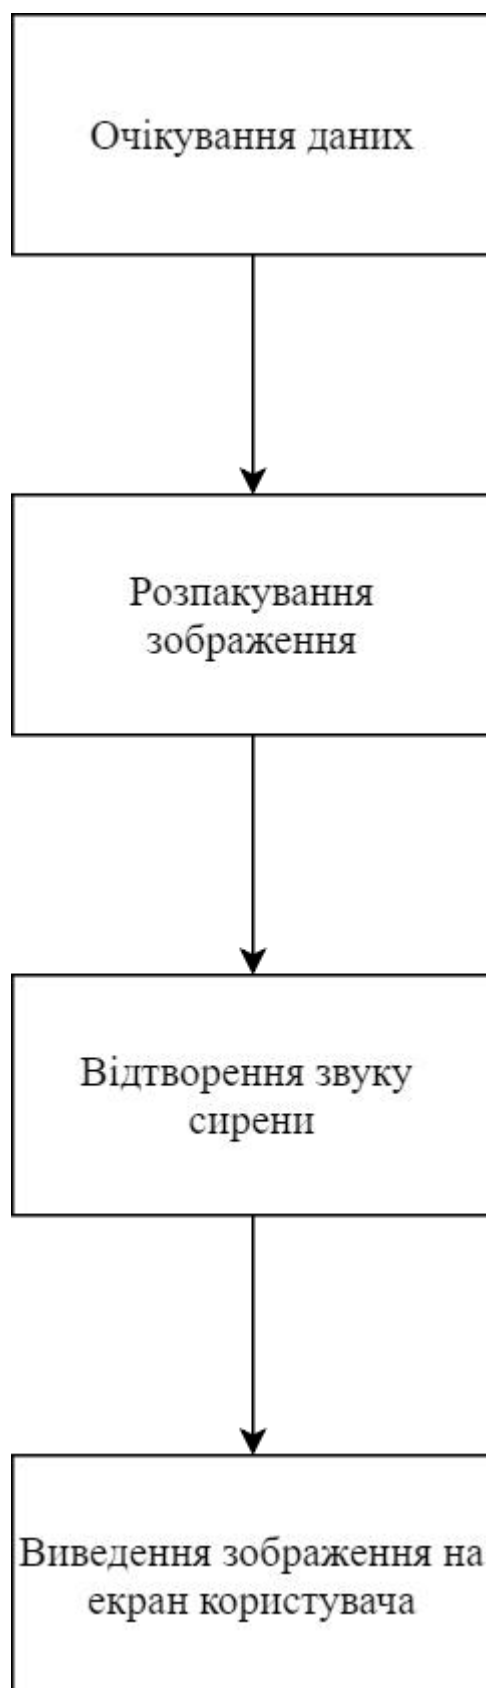 Очікування даних
Розпакування
зображення
Відтворення звуку
сирени
Виведення зображення на
екран користувача